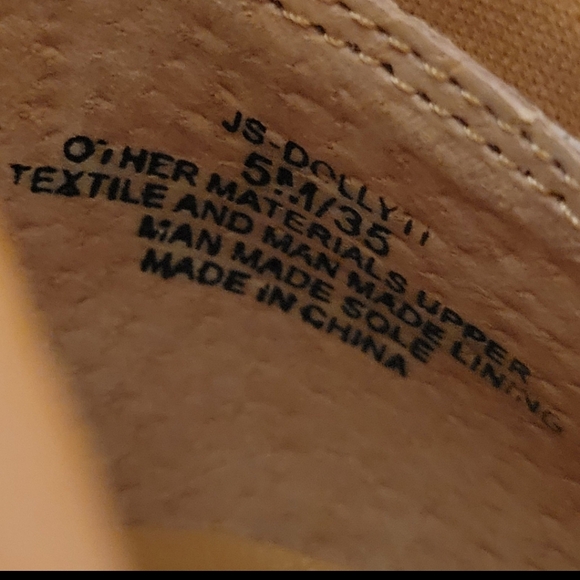 JS-DOLLY11
5M/35
OTHER MATERIALS UPPER
TEXTILE AND MAN MADE LINING
MAN MADE SOLE
MADE IN CHINA